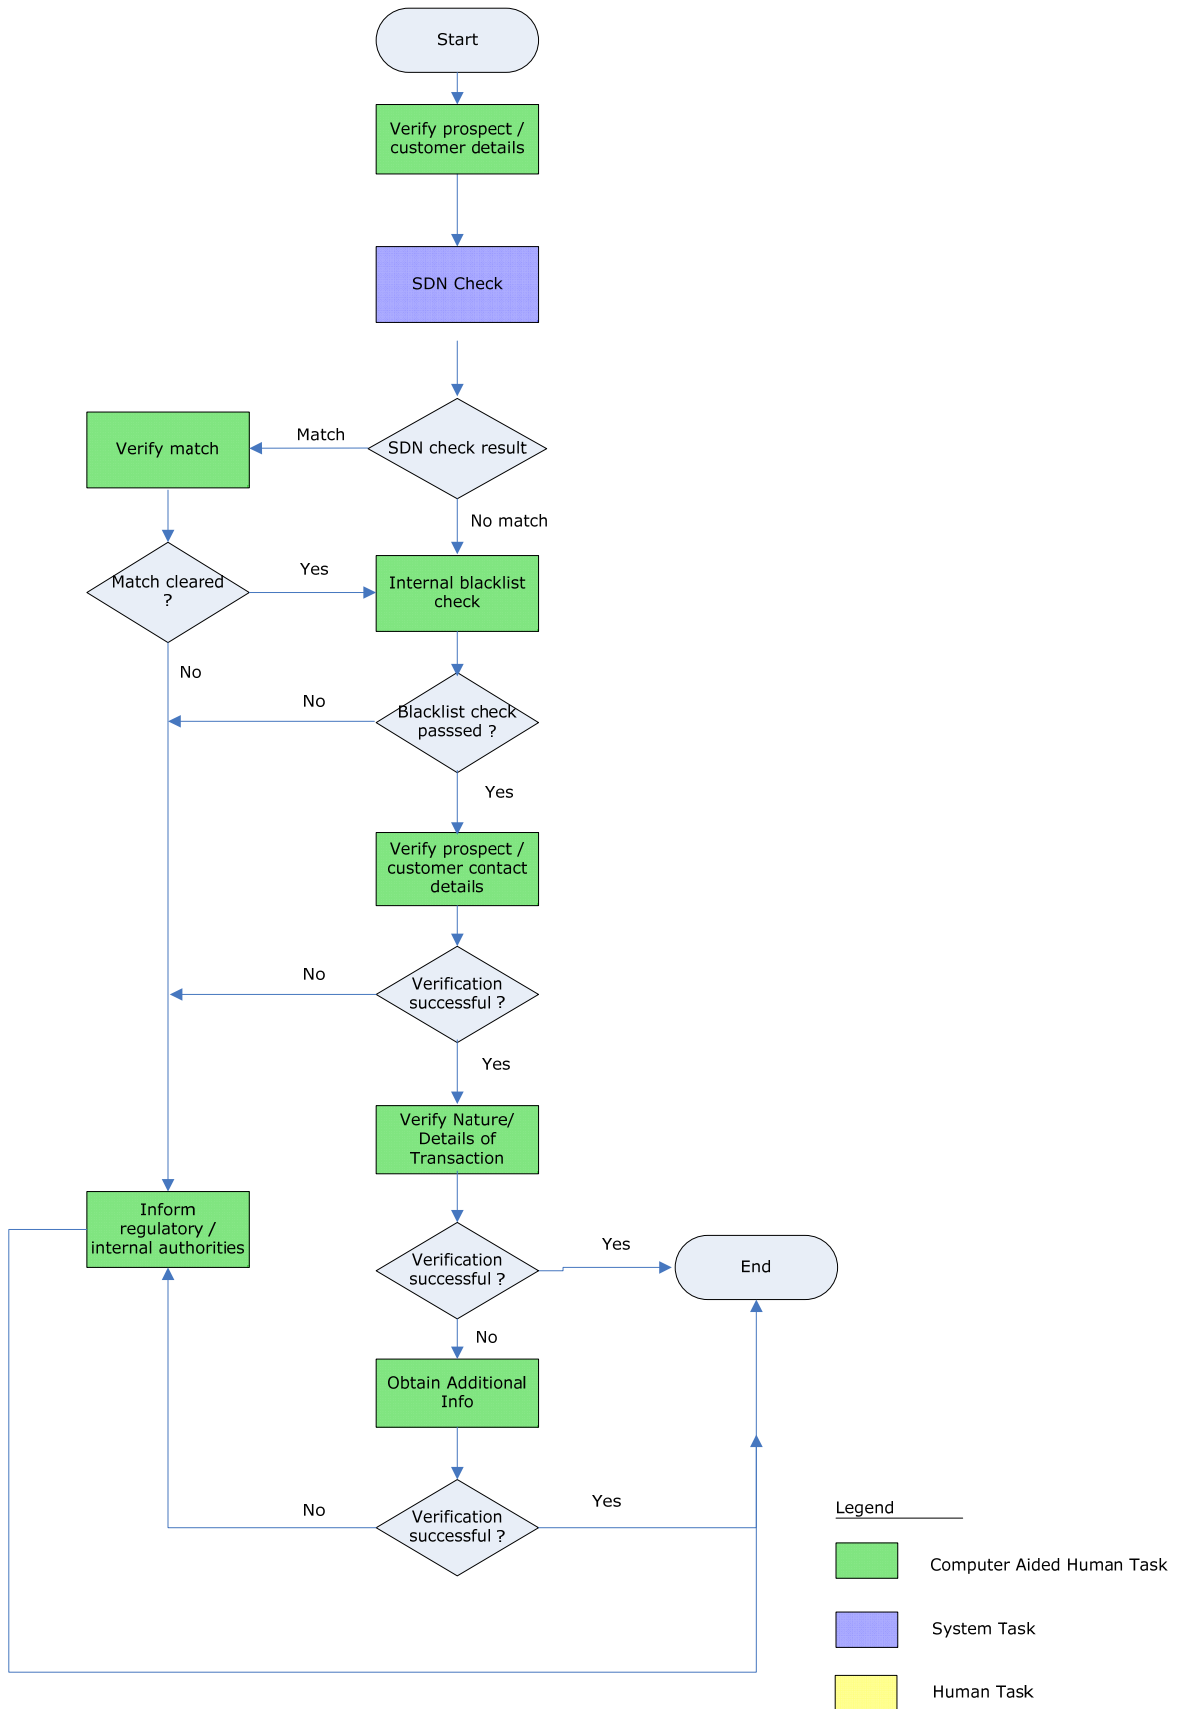 Start
Verify prospect /
customer details
SDN Check
Verify match
Match
SDN check result
No match
Match cleared
?
Yes
Internal blacklist
check
No
No
Blacklist check
passsed ?
Yes
Verify prospect /
customer contact
details
No
Verification
successful ?
Yes
Verify Nature/
Details of
Transaction
Inform
regulatory /
internal authorities
Verification
successful ?
Yes
End
No
Obtain Additional
Info
No
Verification
successful ?
Yes
Legend
Computer Aided Human Task
System Task
Human Task